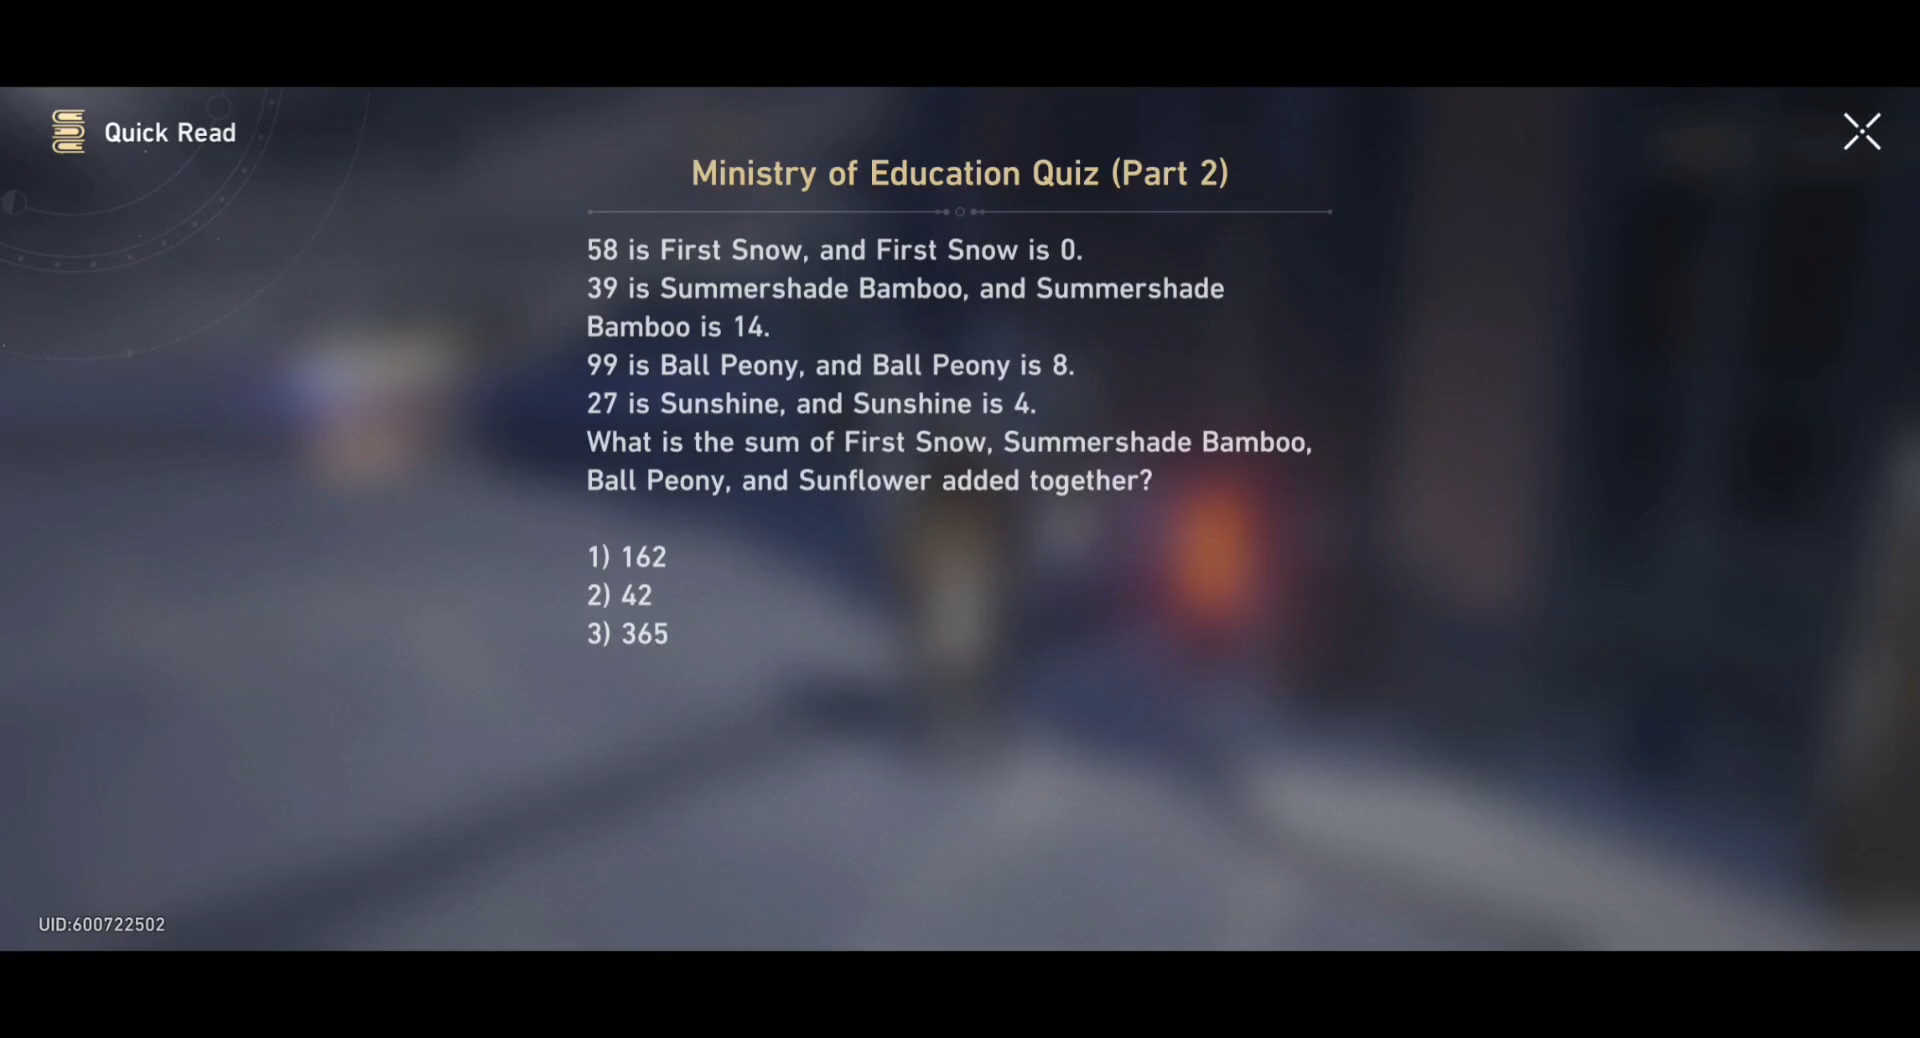 Quick Read
Ministry of Education Quiz (Part 2)
58 is First Snow, and First Snow is 0.
39 is Summershade Bamboo, and Summershade
Bamboo is 14.
99 is Ball Peony, and Ball Peony is 8.
27 is Sunshine, and Sunshine is 4.
What is the sum of First Snow, Summershade Bamboo,
Ball Peony, and Sunflower added together?
1) 162
2) 42
3) 365
UID:600722502